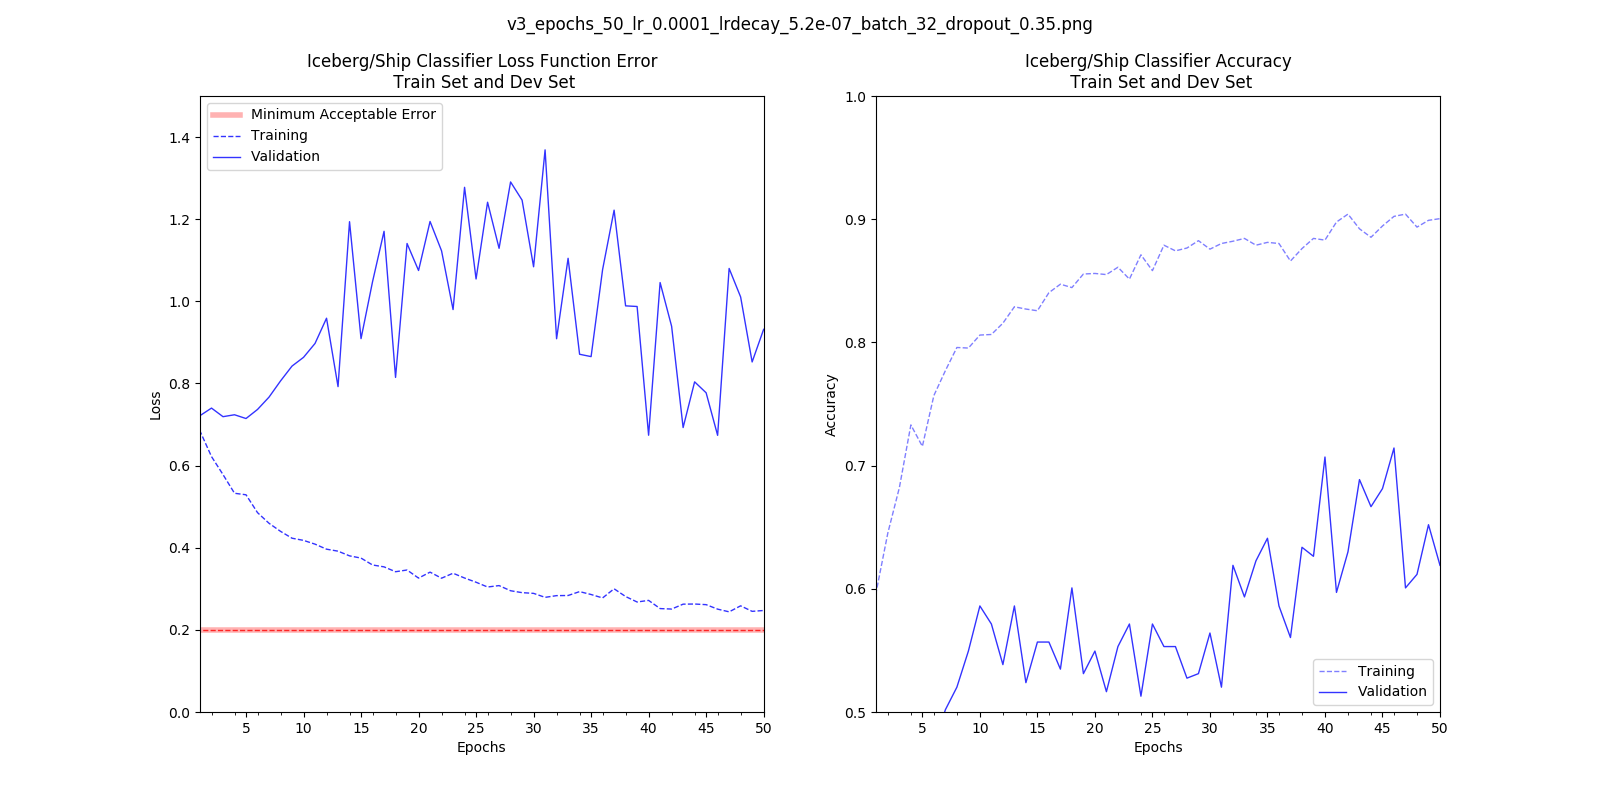 v3_epochs_50_lr_0.0001_lrdecay_5.2e-07_batch_32_dropout_0.35.png
Iceberg/Ship Classifier Loss Function Error
Train Set and Dev Set
Minimum Acceptable Error
Training
Validation
1.4
1.2
1.0
0.8
0.6
0.4
0.2
0.0
Loss
5 10 15 20 25 30 35 40 45 50
Epochs
Iceberg/Ship Classifier Accuracy
Train Set and Dev Set
1.0
0.9
0.8
0.7
0.6
0.5
Accuracy
Training
Validation
5 10 15 20 25 30 35 40 45 50
Epochs